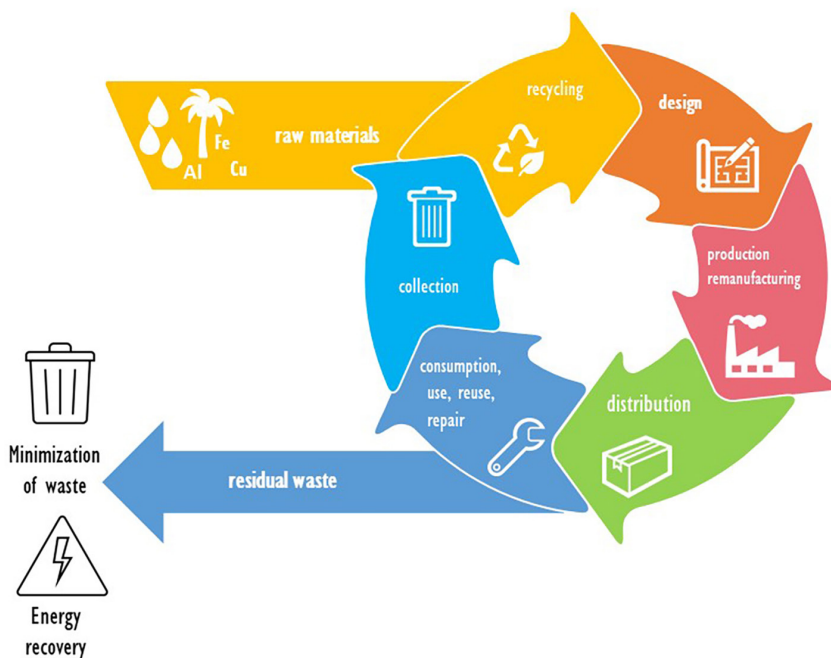 recycling
design
raw materials
Fe
Al
Cu
production
remanufacturing
collection
consumption,
use, reuse,
repair
distribution
Minimization
of waste
residual waste
Energy
recovery